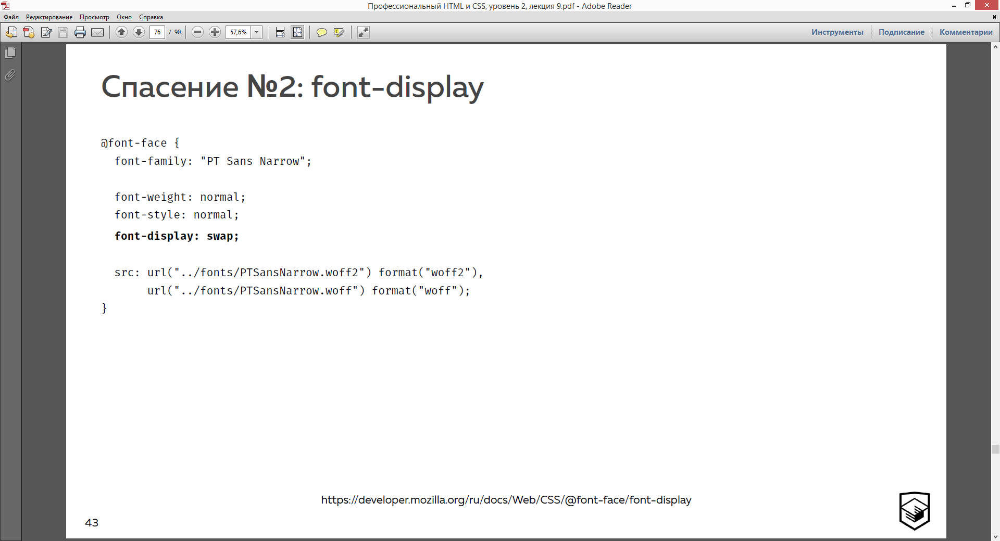 Профессиональный HTML и CSS, уровень 2, лекция 9.pdf - Adobe Reader
Файл Редактирование Просмотр Окно Справка
76 / 90 57,6% Инструменты Подписание Комментарии
Спасение №2: font-display
@font-face {
font-family: "PT Sans Narrow";
font-weight: normal;
font-style: normal;
font-display: swap;
src: url("../fonts/PTSansNarrow.woff2") format("woff2"),
url("../fonts/PTSansNarrow.woff") format("woff");
}
https://developer.mozilla.org/ru/docs/Web/CSS/@font-face/font-display
43